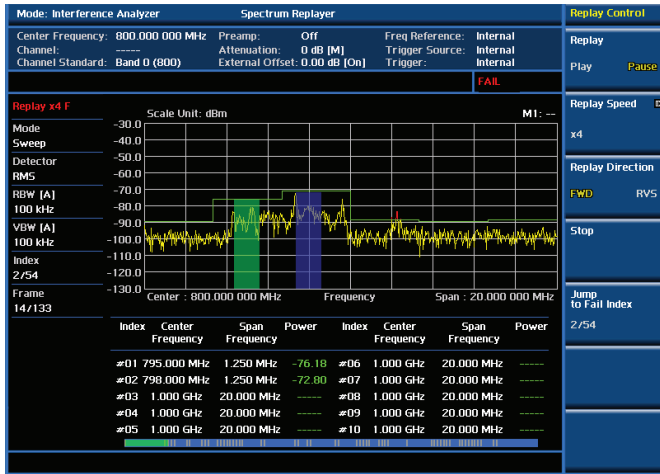 Mode: Interference Analyzer Spectrum Replayer Replay Control
Center Frequency: 800.000 000 MHz Preamp: Off Freq Reference: Internal
Channel: ----- Attenuation: 0 dB [M] Trigger Source: Internal
Channel Standard: Band 0 (800) External Offset: 0.00 dB [On] Trigger: Internal
FAIL
Replay
Play Pause
Replay Speed
x4
Replay Direction
FWD RVS
Stop
Jump
to Fail Index
2/54
Replay x4 F
Mode
Sweep
Detector
RMS
RBW [A]
100 kHz
VBW [A]
100 kHz
Index
2/54
Frame
14/133
Scale Unit: dBm M1: --
-30.0
-40.0
-50.0
-60.0
-70.0
-80.0
-90.0
-100.0
-110.0
-120.0
-130.0
Center : 800.000 000 MHz Frequency Span : 20.000 000 MHz
Index Center Frequency Span Frequency Power Index Center Frequency Span Frequency Power
#01 795.000 MHz 1.250 MHz -76.18 #06 1.000 GHz 20.000 MHz -----
#02 798.000 MHz 1.250 MHz -72.80 #07 1.000 GHz 20.000 MHz -----
#03 1.000 GHz 20.000 MHz ----- #08 1.000 GHz 20.000 MHz -----
#04 1.000 GHz 20.000 MHz ----- #09 1.000 GHz 20.000 MHz -----
#05 1.000 GHz 20.000 MHz ----- #10 1.000 GHz 20.000 MHz -----